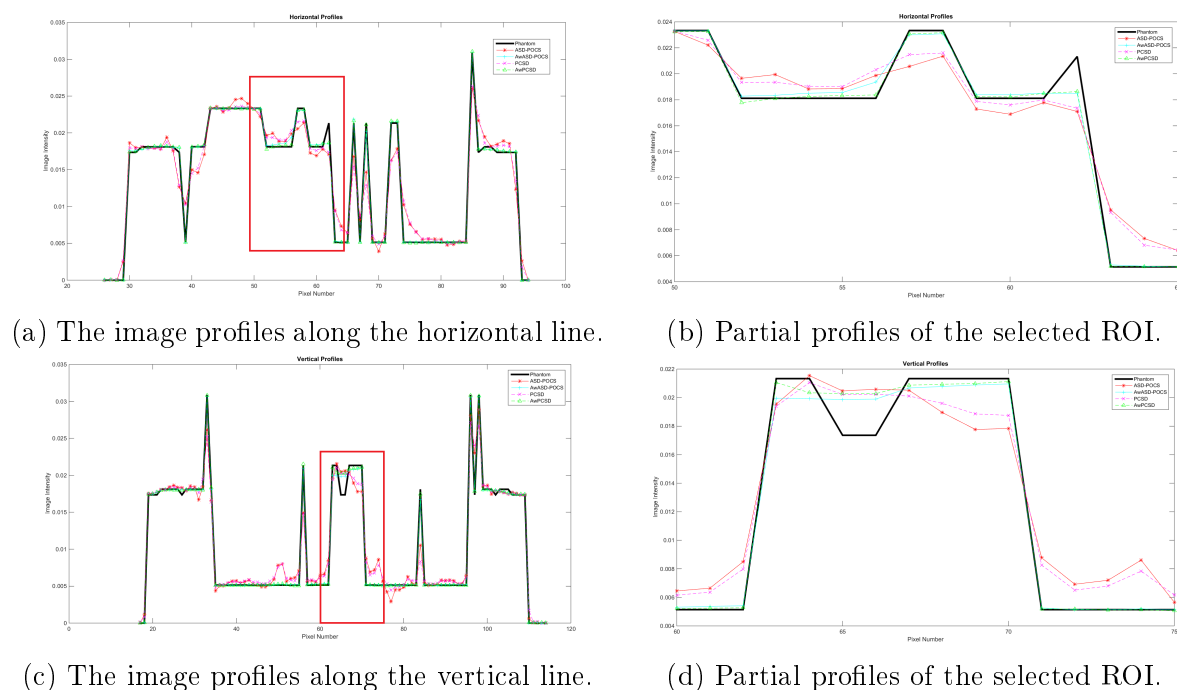 Horizontal Profiles
0.035
0.03
0.025
0.02
0.015
0.01
0.005
0
Image Intensity
20 30 40 50 60 70 80 90 100
Pixel Number
Phantom
ASD-POCS
AwASD-POCS
PCSD
AwPCSD
Horizontal Profiles
0.024
0.022
0.02
0.018
0.016
0.014
0.012
0.01
0.008
0.006
0.004
Image Intensity
50 55 60
Pixel Number
Phantom
ASD-POCS
AwASD-POCS
PCSD
AwPCSD
(a) The image profiles along the horizontal line.
(b) Partial profiles of the selected ROI.
Vertical Profiles
0.035
0.03
0.025
0.02
0.015
0.01
0.005
0
Image Intensity
0 20 40 60 80 100 120
Pixel Number
Phantom
ASD-POCS
AwASD-POCS
PCSD
AwPCSD
Vertical Profiles
0.022
0.02
0.018
0.016
0.014
0.012
0.01
0.008
0.006
0.004
Image Intensity
60 65 70 75
Pixel Number
Phantom
ASD-POCS
AwASD-POCS
PCSD
AwPCSD
(c) The image profiles along the vertical line.
(d) Partial profiles of the selected ROI.